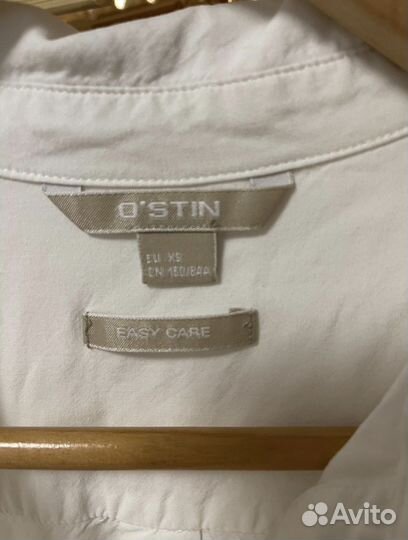 O'STIN
EU XS
CN 160/84A
EASY CARE
Avito